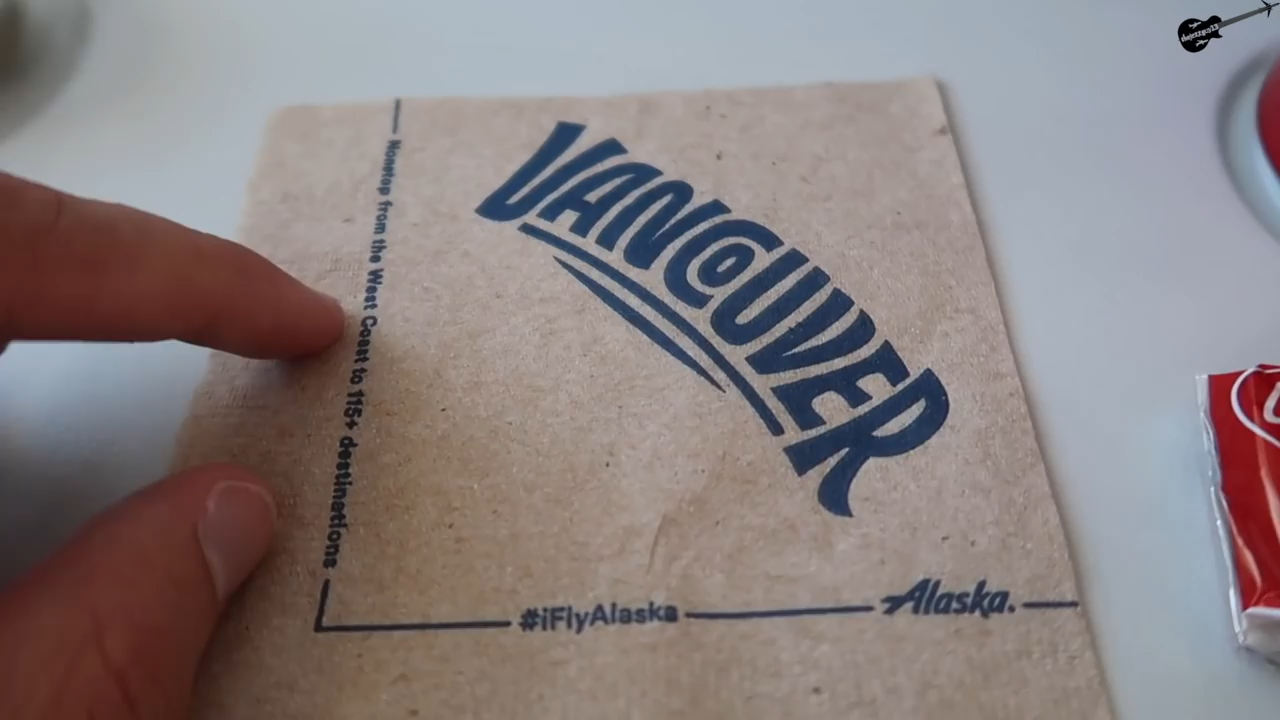 VANCOUVER
Nonstop from the West Coast to 115+ destinations
#iFlyAlaska
Alaska.